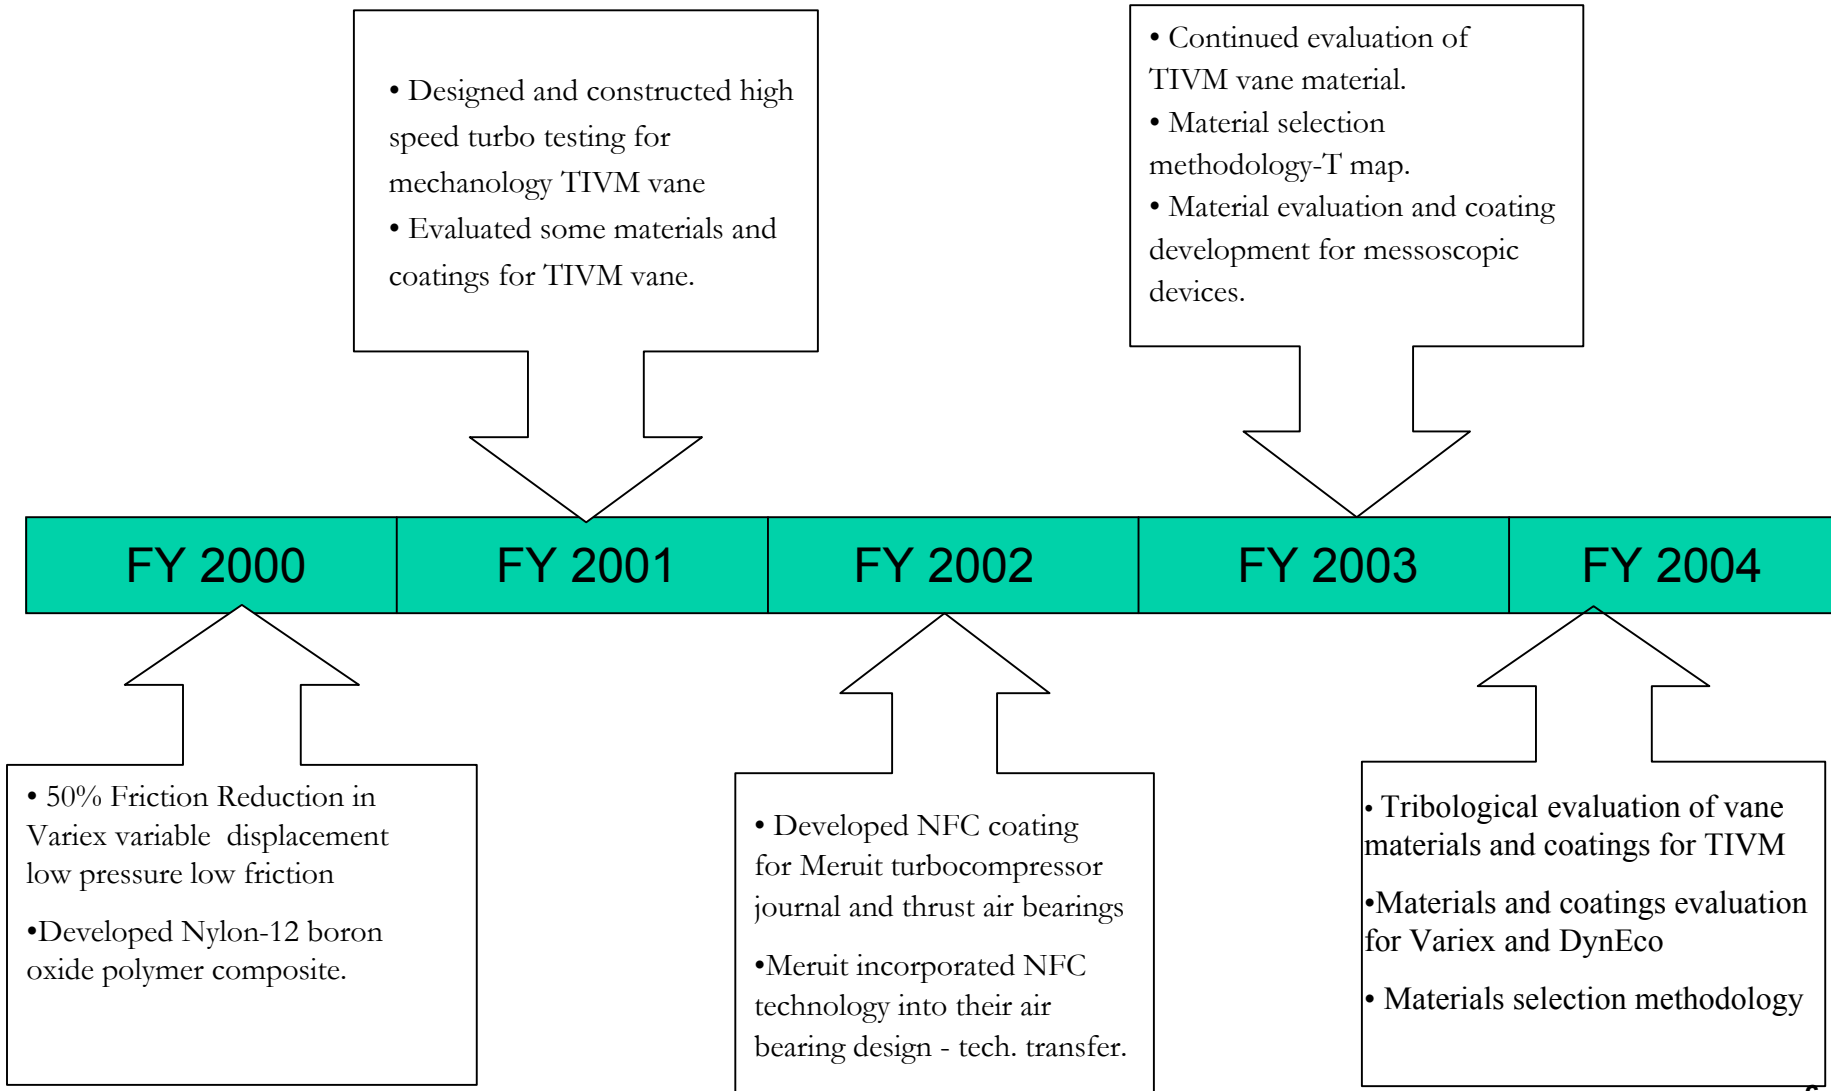 • Designed and constructed high
speed turbo testing for
mechanology TIVM vane
• Evaluated some materials and
coatings for TIVM vane.
• Continued evaluation of
TIVM vane material.
• Material selection
methodology-T map.
• Material evaluation and coating
development for messoscopic
devices.
FY 2000
FY 2001
FY 2002
FY 2003
FY 2004
• 50% Friction Reduction in
Variex variable displacement
low pressure low friction
•Developed Nylon-12 boron
oxide polymer composite.
• Developed NFC coating
for Meruit turbocompressor
journal and thrust air bearings
•Meruit incorporated NFC
technology into their air
bearing design - tech. transfer.
• Tribological evaluation of vane
materials and coatings for TIVM
•Materials and coatings evaluation
for Variex and DynEco
• Materials selection methodology